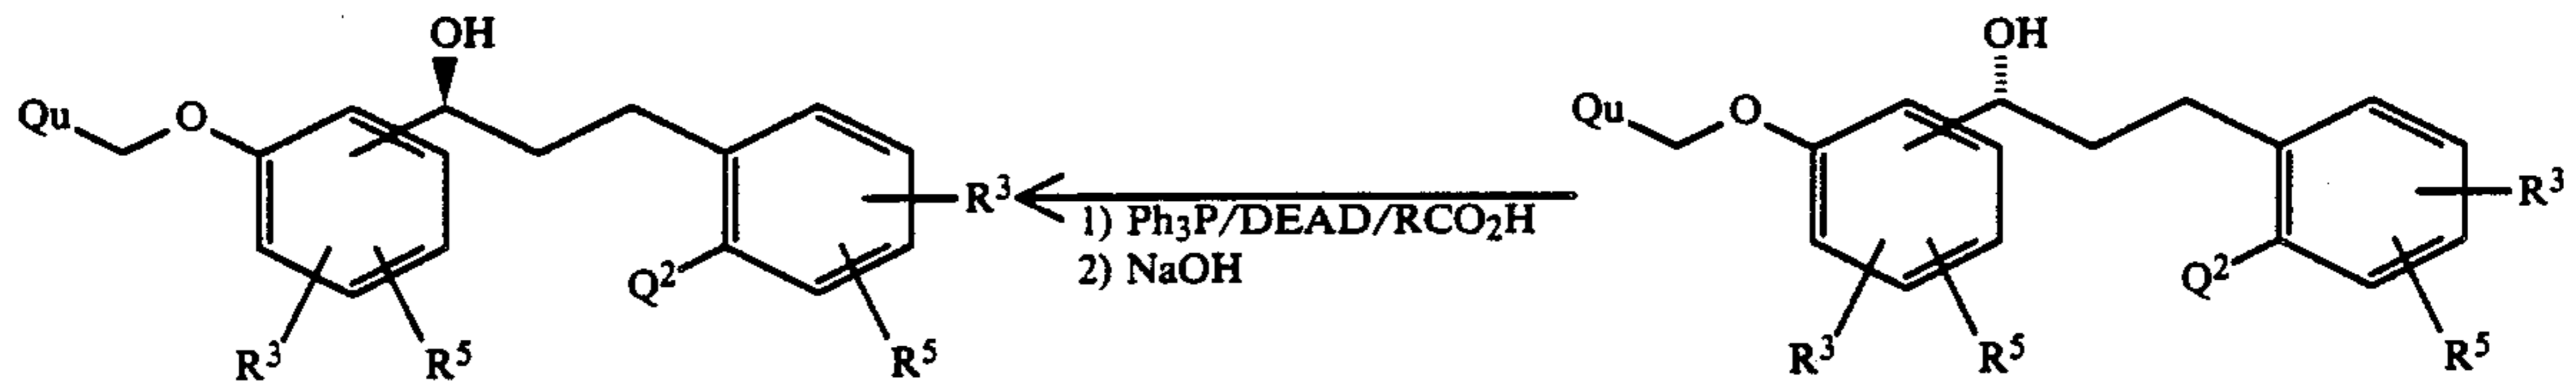 OH
OH
Qu
O
Qu
O
R³
R³
1) Ph₃P/DEAD/RCO₂H
2) NaOH
Q²
Q²
R³
R⁵
R⁵
R³
R⁵
R⁵